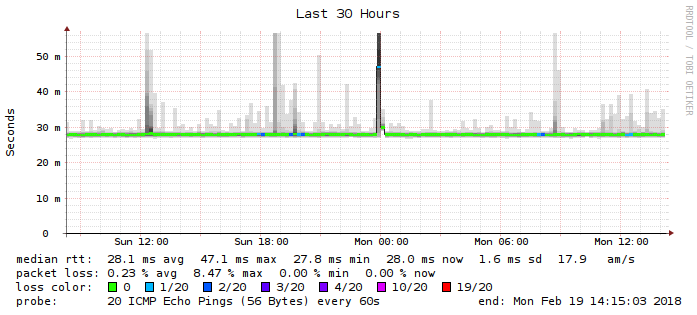 Last 30 Hours
RRDTOOL / TOBI OETIKER
Seconds
50 m
40 m
30 m
20 m
10 m
0
Sun 12:00 Sun 18:00 Mon 00:00 Mon 06:00 Mon 12:00
median rtt: 28.1 ms avg 47.1 ms max 27.8 ms min 28.0 ms now 1.6 ms sd 17.9 am/s
packet loss: 0.23 % avg 8.47 % max 0.00 % min 0.00 % now
loss color: 0 1/20 2/20 3/20 4/20 10/20 19/20
probe: 20 ICMP Echo Pings (56 Bytes) every 60s end: Mon Feb 19 14:15:03 2018